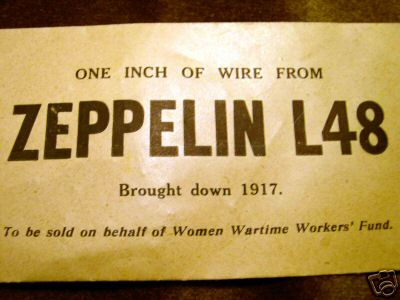 ONE INCH OF WIRE FROM
ZEPPELIN L48
Brought down 1917.
To be sold on behalf of Women Wartime Workers' Fund.